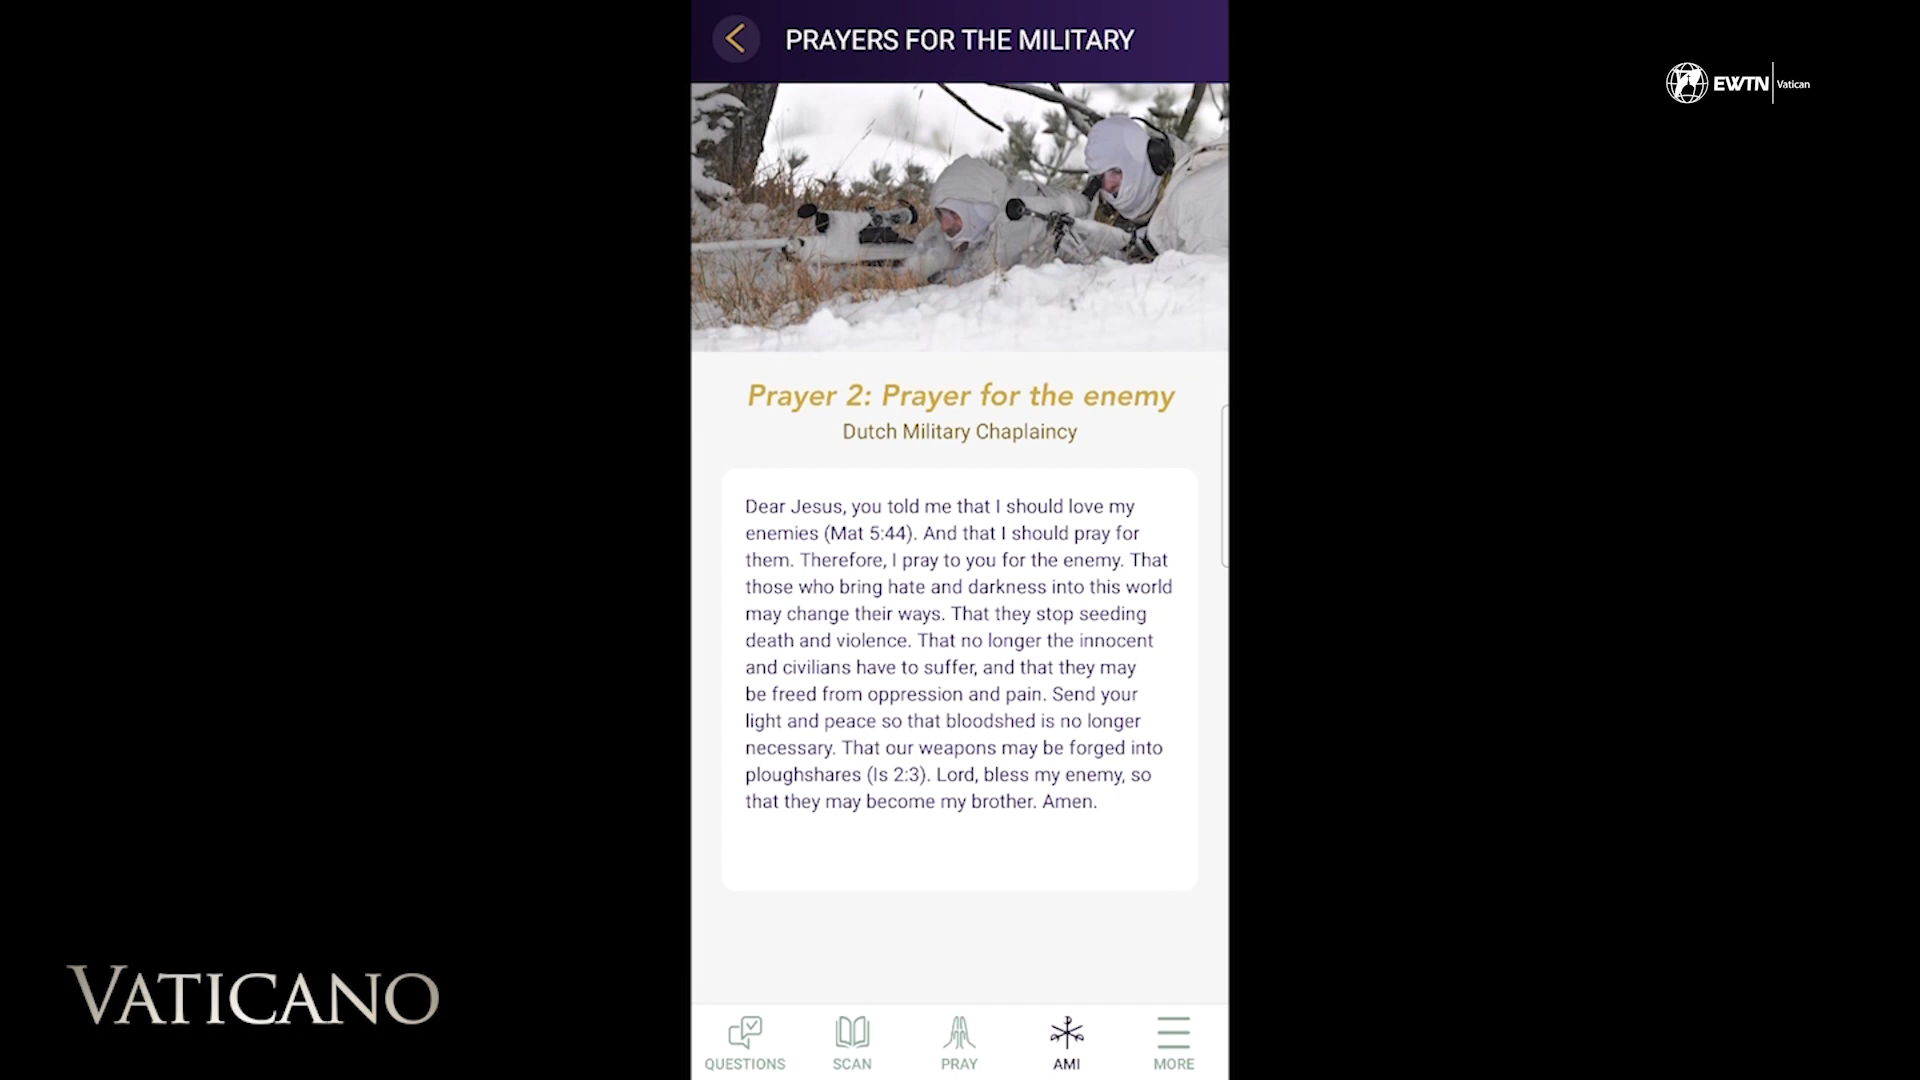 PRAYERS FOR THE MILITARY
EWTN Vatican
Prayer 2: Prayer for the enemy
Dutch Military Chaplaincy
Dear Jesus, you told me that I should love my
enemies (Mat 5:44). And that I should pray for
them. Therefore, I pray to you for the enemy. That
those who bring hate and darkness into this world
may change their ways. That they stop seeding
death and violence. That no longer the innocent
and civilians have to suffer, and that they may
be freed from oppression and pain. Send your
light and peace so that bloodshed is no longer
necessary. That our weapons may be forged into
ploughshares (Is 2:3). Lord, bless my enemy, so
that they may become my brother. Amen.
VATICANO
QUESTIONS SCAN PRAY AMI MORE